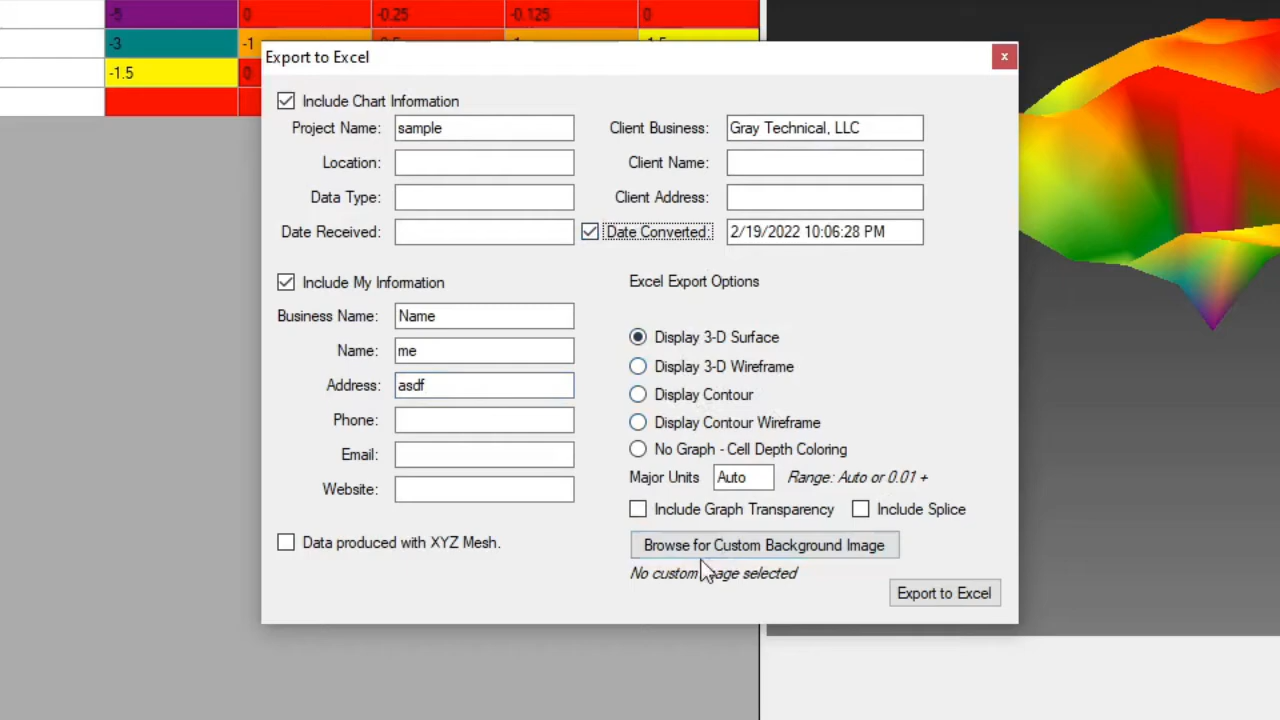 -5 0 -0.25 -0.125 0
-3 -1
-1.5 0
Export to Excel
Include Chart Information
Project Name: sample Client Business: Gray Technical, LLC
Location: Client Name:
Data Type: Client Address:
Date Received: Date Converted: 2/19/2022 10:06:28 PM
Include My Information Excel Export Options
Business Name: Name
Display 3-D Surface
Name: me
Display 3-D Wireframe
Address: asdf
Display Contour
Phone: Display Contour Wireframe
Email: No Graph - Cell Depth Coloring
Major Units Auto Range: Auto or 0.01 +
Website:
Include Graph Transparency Include Splice
Data produced with XYZ Mesh. Browse for Custom Background Image
No custom image selected
Export to Excel